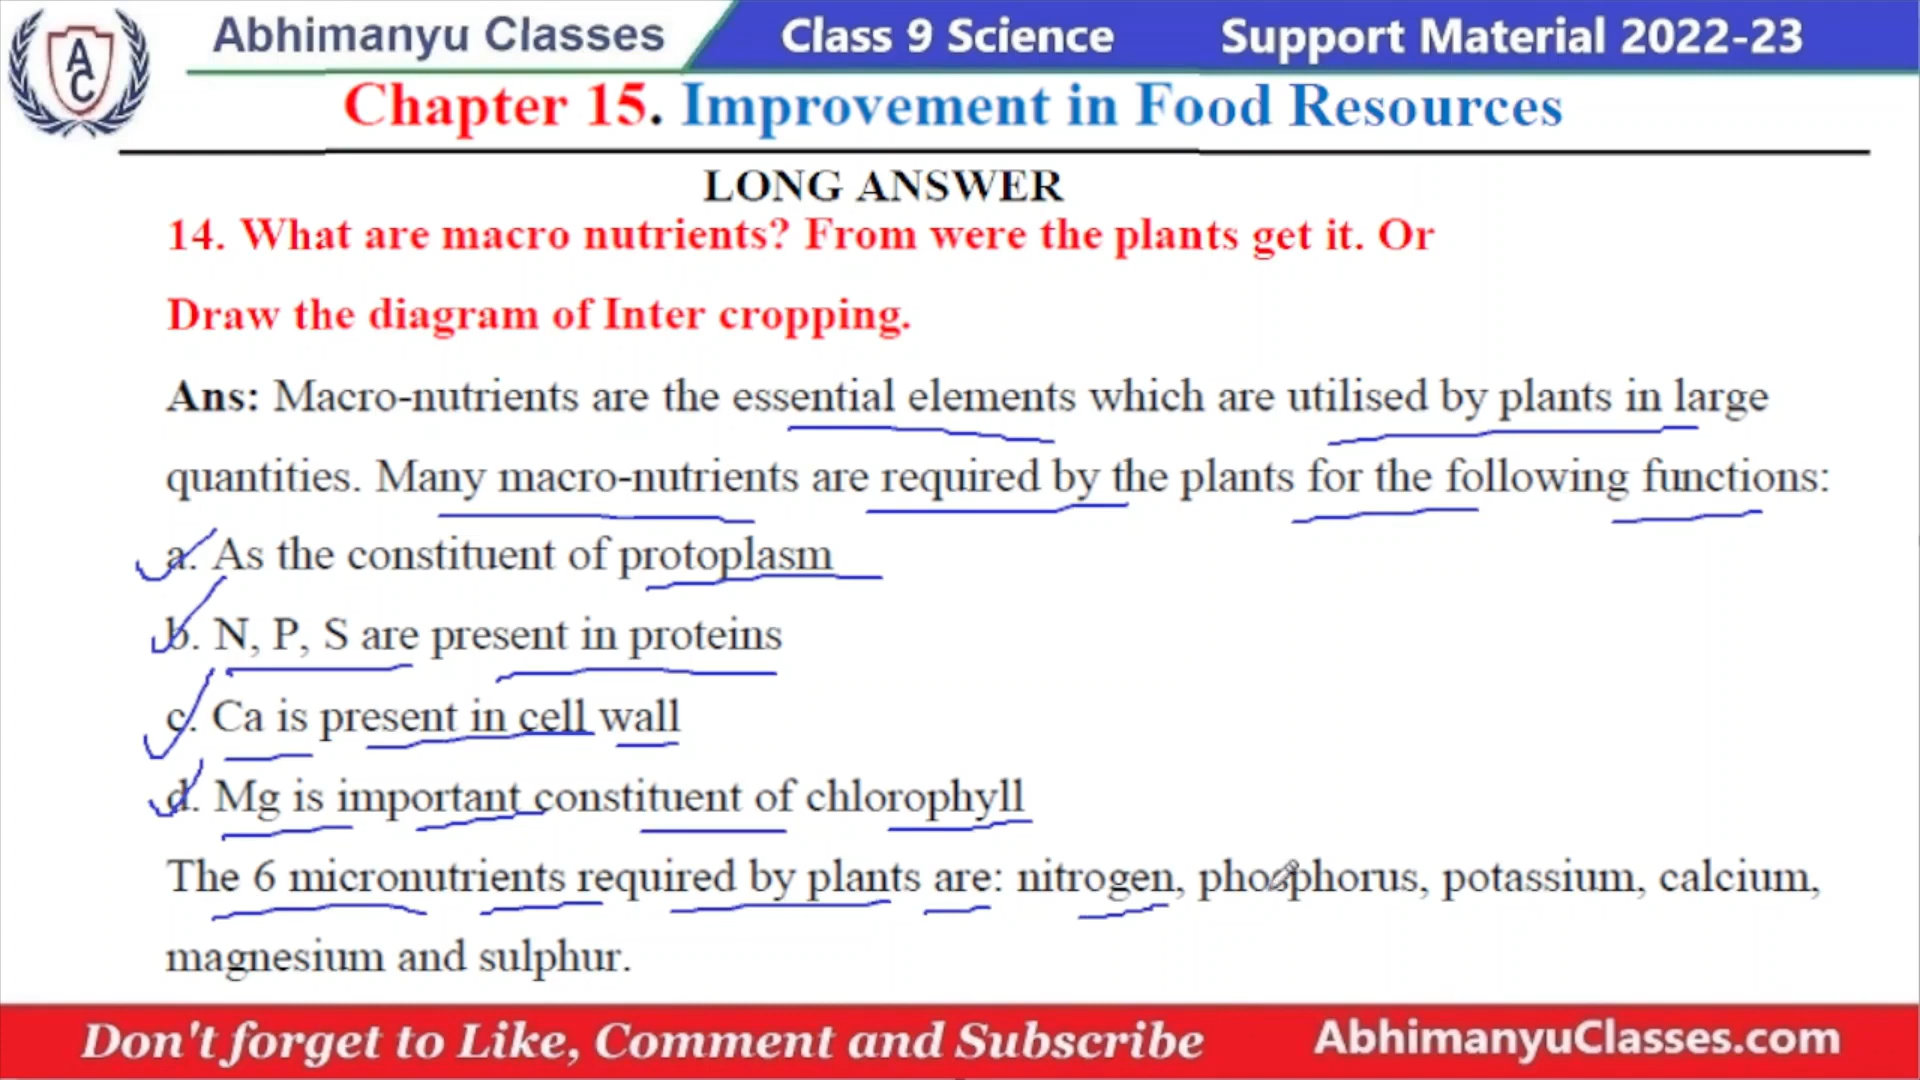 AC
Abhimanyu Classes
Class 9 Science
Support Material 2022-23
Chapter 15. Improvement in Food Resources
LONG ANSWER
14. What are macro nutrients? From were the plants get it. Or
Draw the diagram of Inter cropping.
Ans: Macro-nutrients are the essential elements which are utilised by plants in large
quantities. Many macro-nutrients are required by the plants for the following functions:
a. As the constituent of protoplasm
b. N, P, S are present in proteins
c. Ca is present in cell wall
d. Mg is important constituent of chlorophyll
The 6 micronutrients required by plants are: nitrogen, phosphorus, potassium, calcium,
magnesium and sulphur.
Don't forget to Like, Comment and Subscribe
AbhimanyuClasses.com